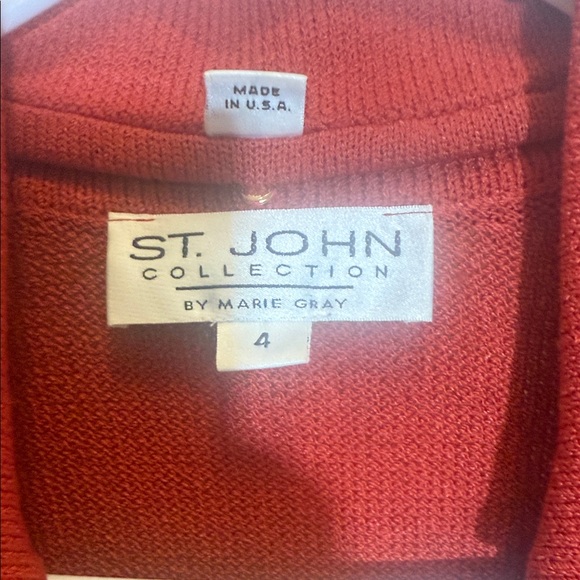 MADE
IN U.S.A.
ST. JOHN
COLLECTION
BY MARIE GRAY
4